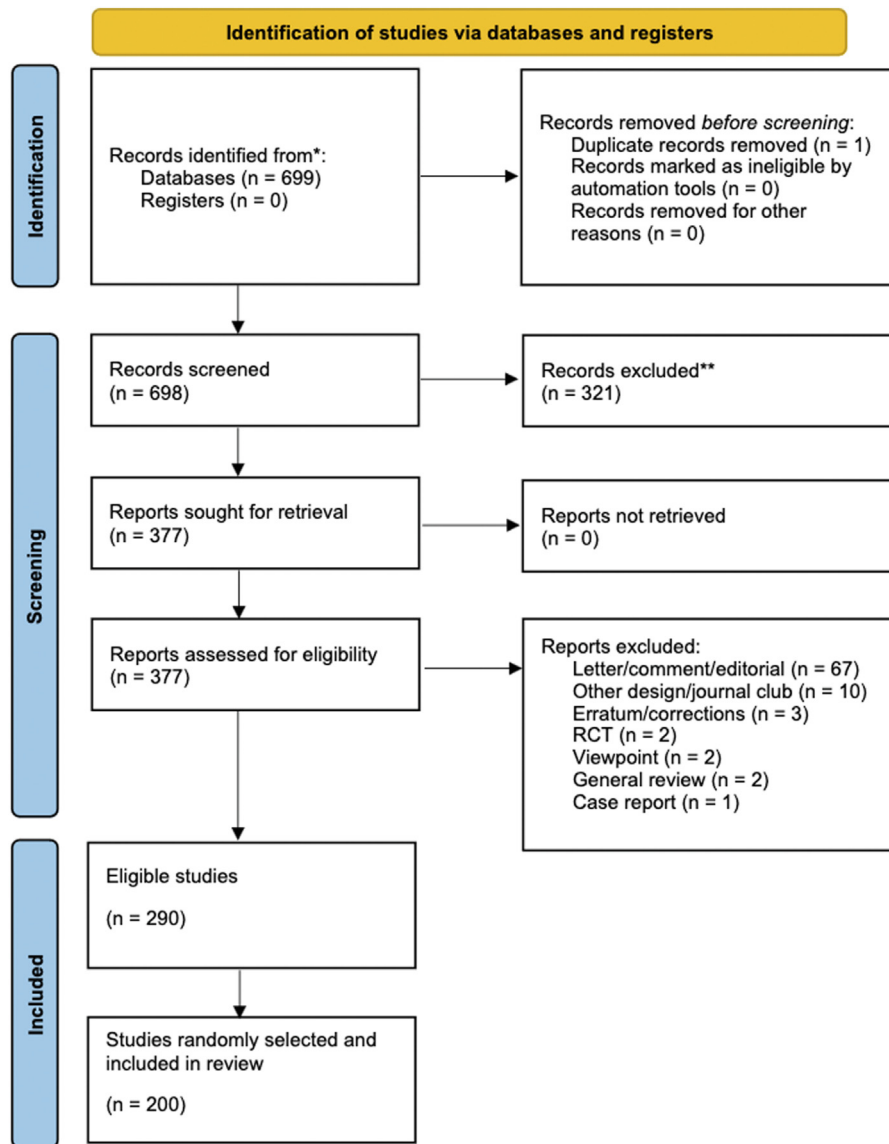 Identification of studies via databases and registers
Identification
Records identified from*:
Databases (n = 699)
Registers (n = 0)
Records removed before screening:
Duplicate records removed (n = 1)
Records marked as ineligible by
automation tools (n = 0)
Records removed for other
reasons (n = 0)
Screening
Records screened
(n = 698)
Records excluded**
(n = 321)
Reports sought for retrieval
(n = 377)
Reports not retrieved
(n = 0)
Reports assessed for eligibility
(n = 377)
Reports excluded:
Letter/comment/editorial (n = 67)
Other design/journal club (n = 10)
Erratum/corrections (n = 3)
RCT (n = 2)
Viewpoint (n = 2)
General review (n = 2)
Case report (n = 1)
Included
Eligible studies
(n = 290)
Studies randomly selected and
included in review
(n = 200)